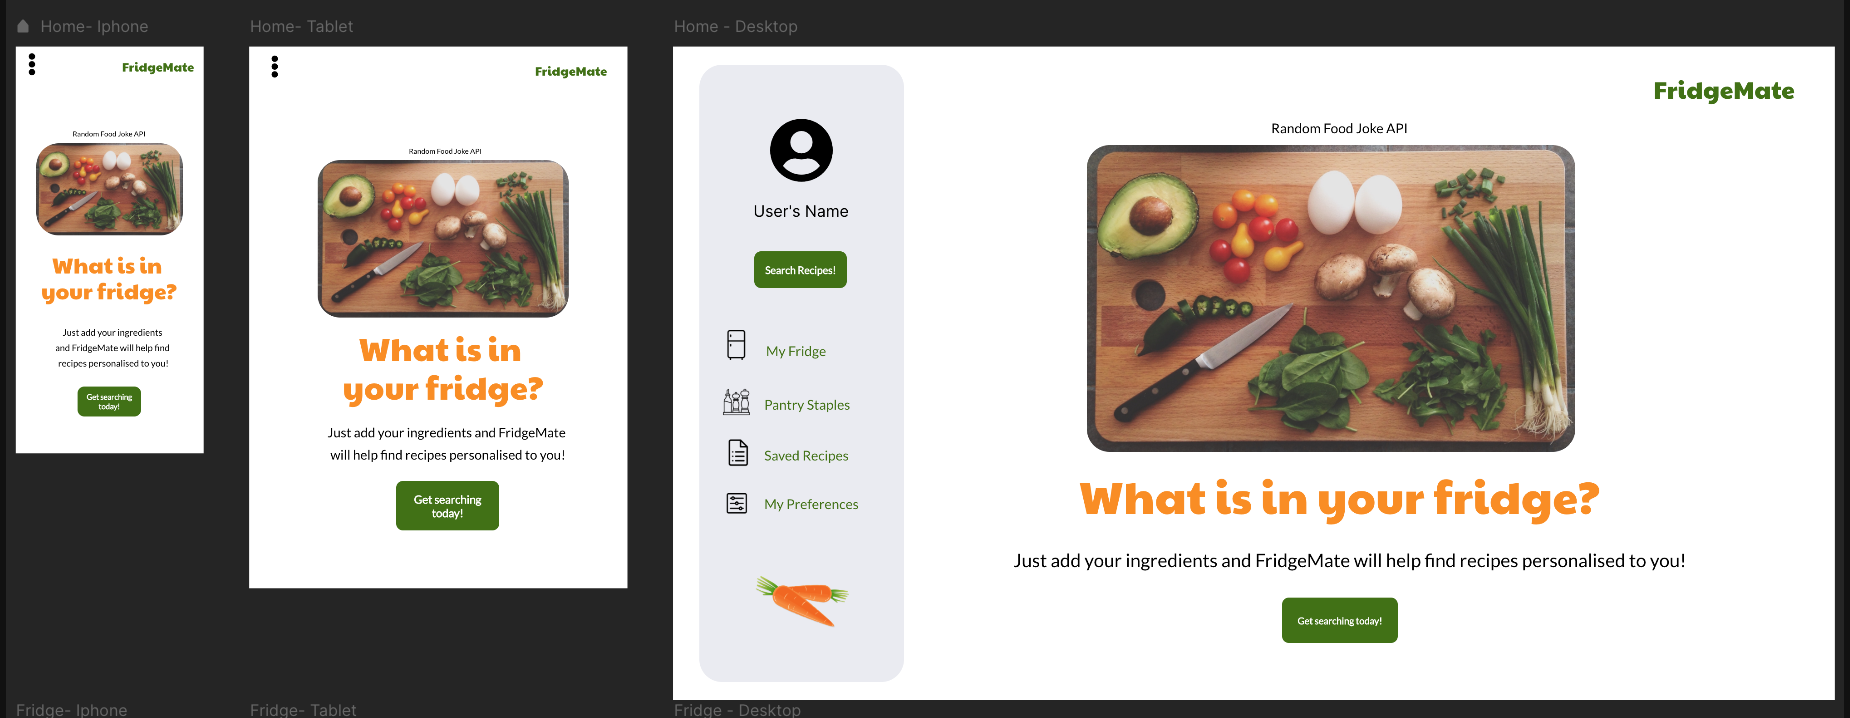 Home- Iphone
FridgeMate
Random Food Joke API
What is in
your fridge?
Just add your ingredients
and FridgeMate will help find
recipes personalised to you!
Get searching
today!
Home- Tablet
FridgeMate
Random Food Joke API
What is in
your fridge?
Just add your ingredients and FridgeMate
will help find recipes personalised to you!
Get searching
today!
Home - Desktop
User's Name
Search Recipes!
My Fridge
Pantry Staples
Saved Recipes
My Preferences
FridgeMate
Random Food Joke API
What is in your fridge?
Just add your ingredients and FridgeMate will help find recipes personalised to you!
Get searching today!
Fridge- Iphone
Fridge- Tablet
Fridge - Desktop